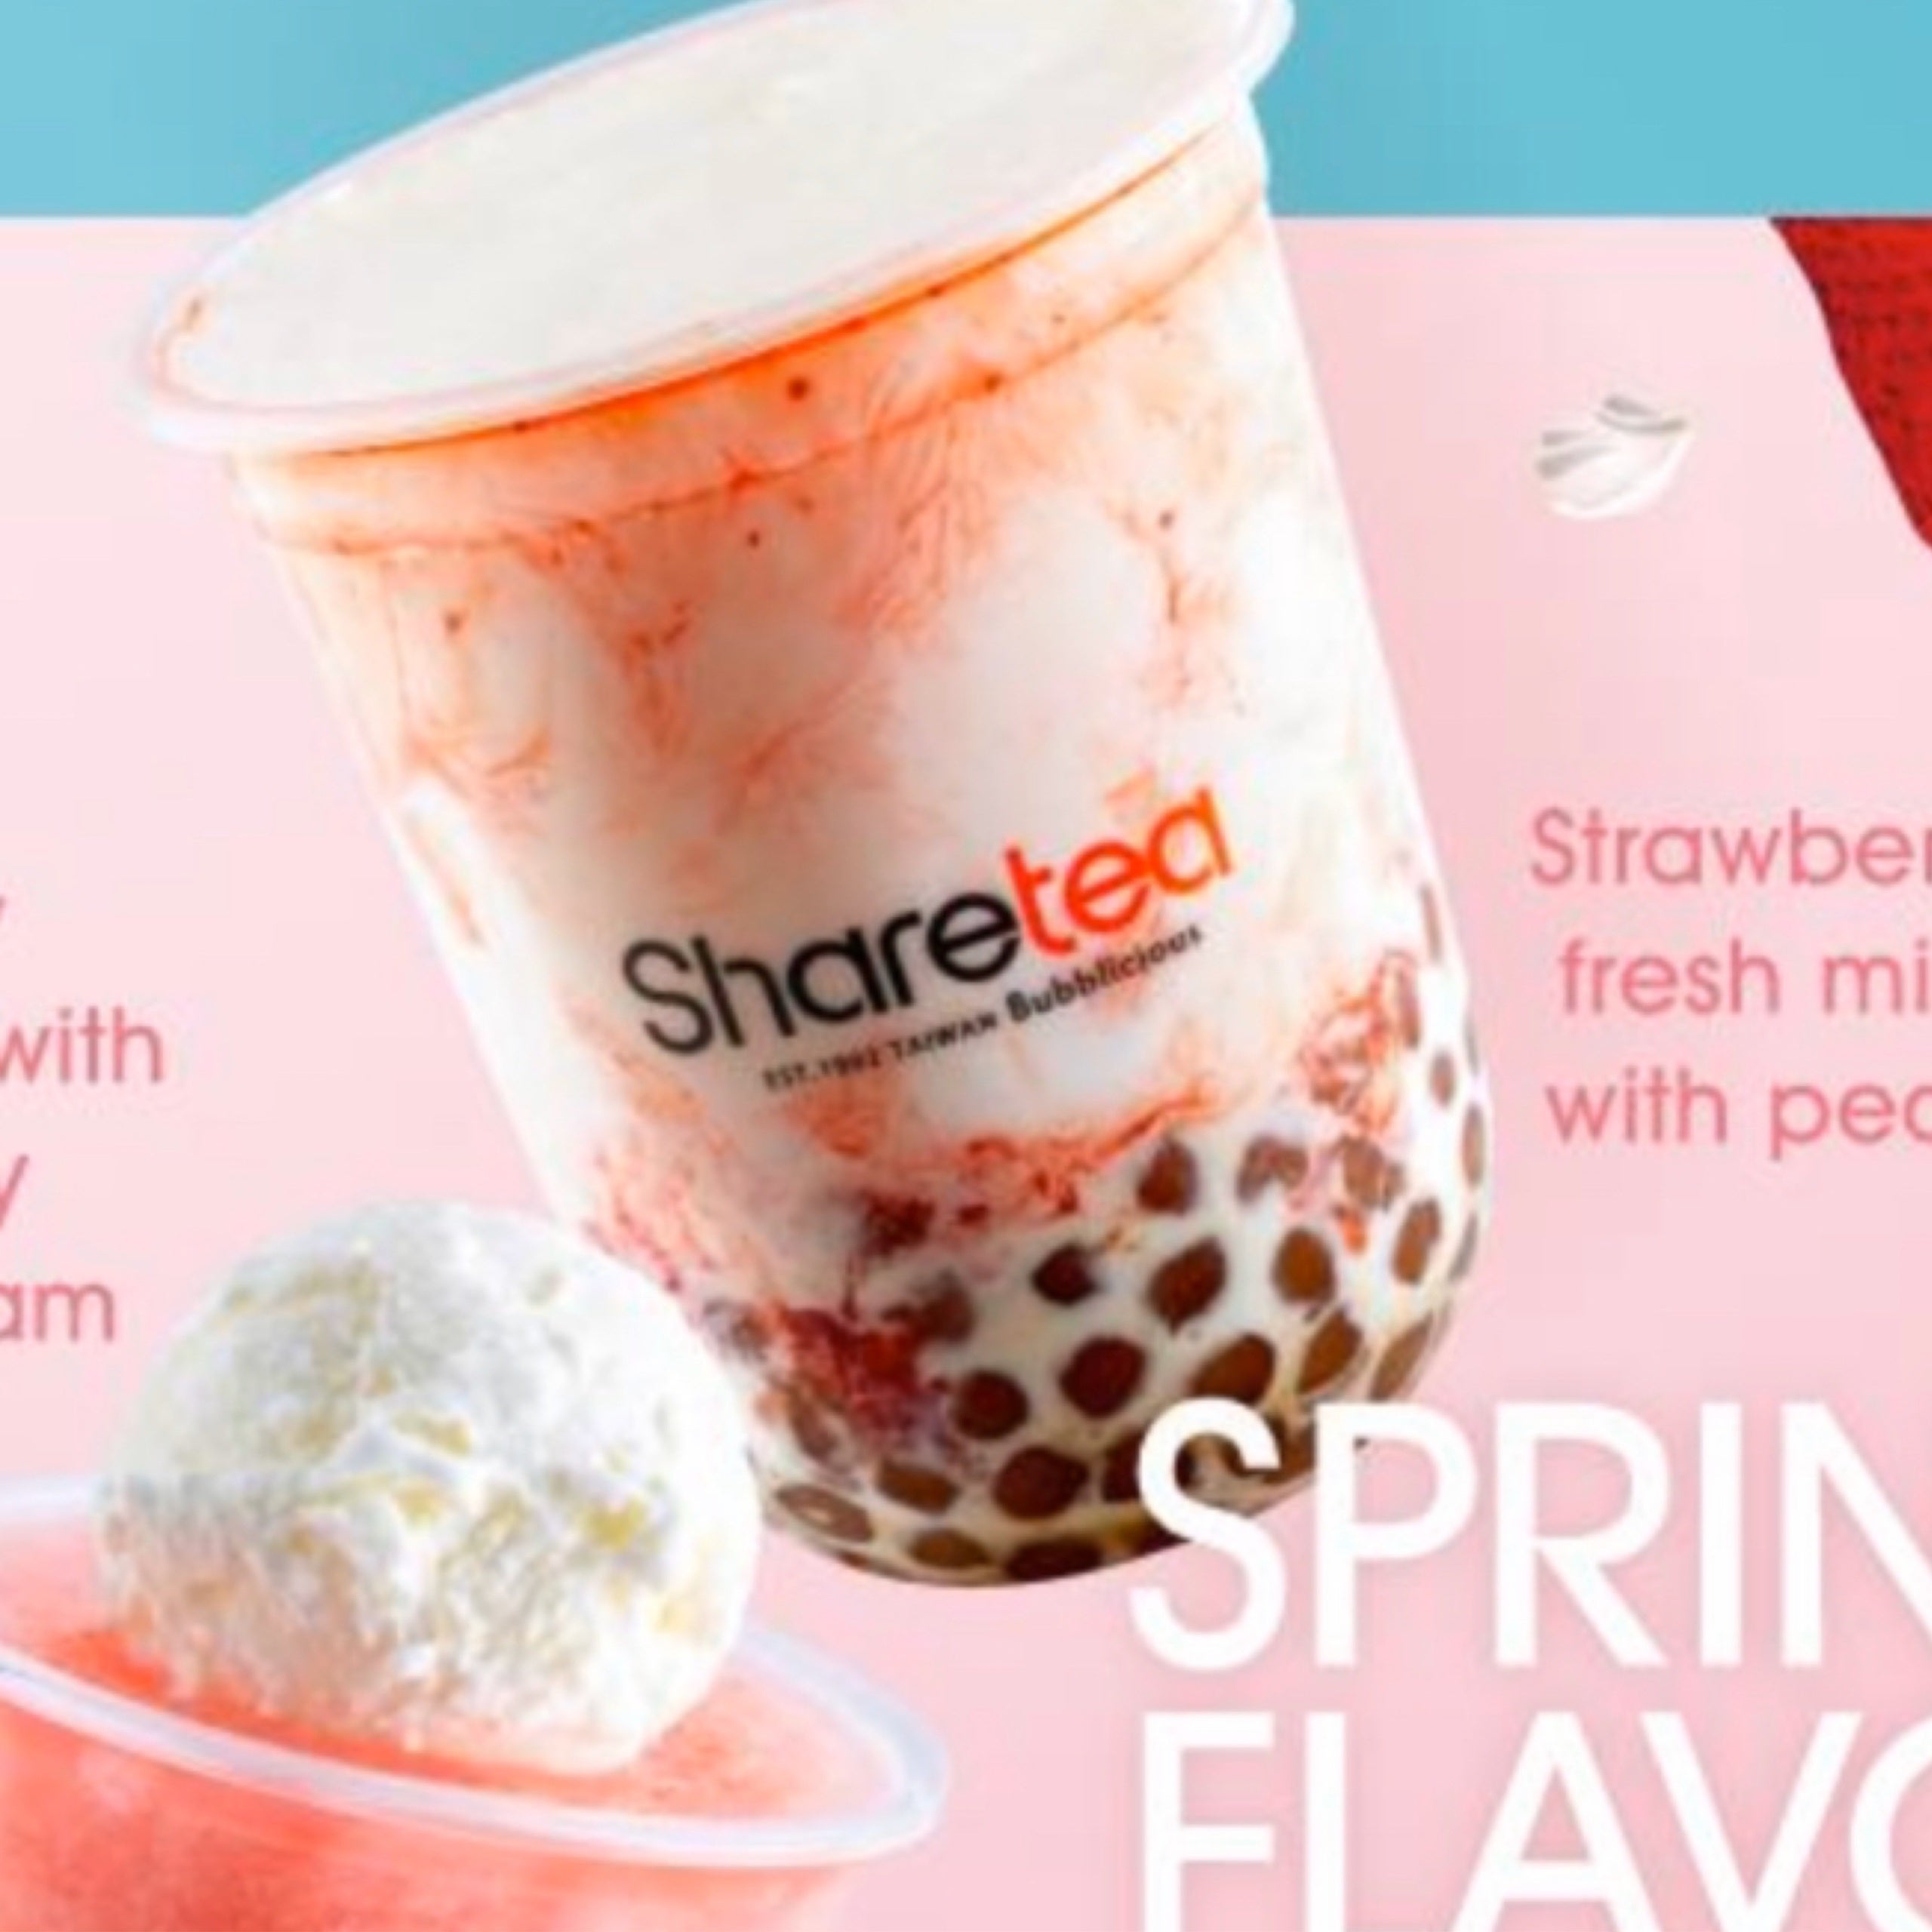 Sharetea
EST.1992 TAIWAN Bubblicious
Strawber
fresh mi
with pea
y
with
y
am
SPRIN
FLAVO